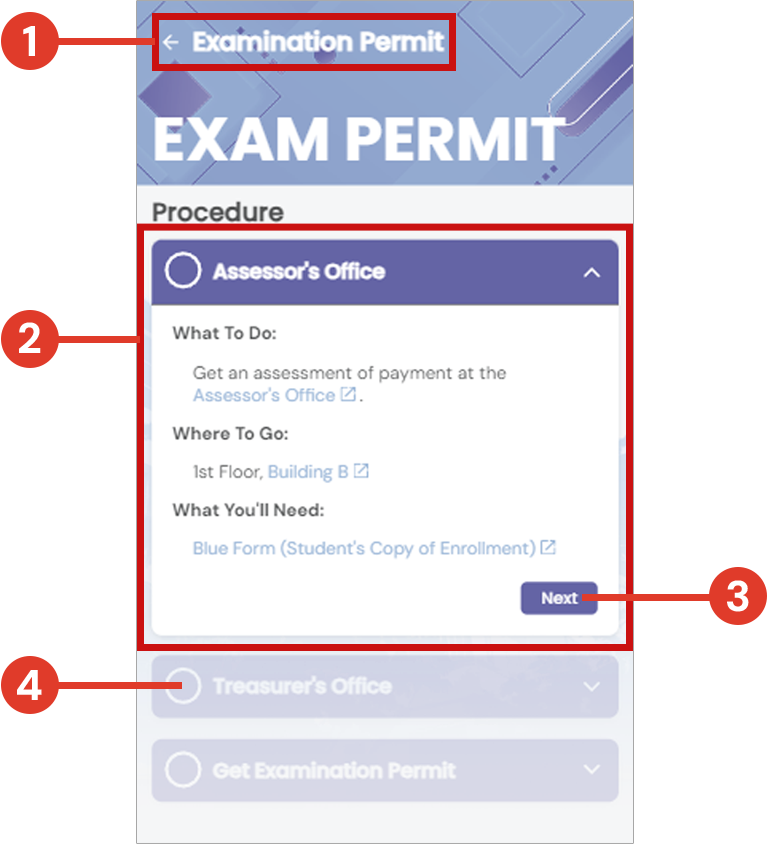 1
Examination Permit
EXAM PERMIT
Procedure
2
Assessor's Office
What To Do:
Get an assessment of payment at the
Assessor's Office .
Where To Go:
1st Floor, Building B
What You'll Need:
Blue Form (Student's Copy of Enrollment)
Next
3
4
Treasurer's Office
Get Examination Permit